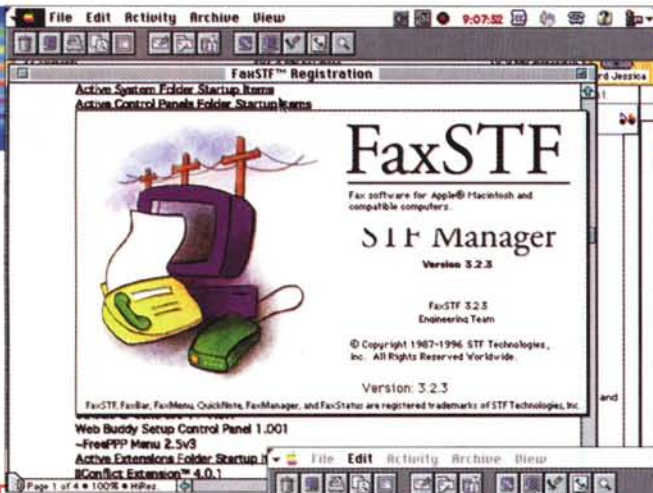 File Edit Activity Archive View 9:07:52
FaxSTF™ Registration
rd Jessica
Active System Folder Startup Items
Active Control Panels Folder Startup Items
FaxSTF
Fax software for Apple® Macintosh and
compatible computers.
STF Manager
Version 3.2.3
FaxSTF 3.2.3
Engineering Team
© Copyright 1987-1996 STF Technologies,
Inc. All Rights Reserved Worldwide.
Version: 3.2.3
FaxSTF, FaxBar, FaxMenu, QuickNote, FaxManager, and FaxStatus are registered trademarks of STF Technologies, Inc.
and
Web Buddy Setup Control Panel 1.001
~FreePPP Menu 2.5v3
Active Extensions Folder Startup
File Edit Activity Archive View
Conflict Extension™ 4.0.1
Page 1 of 4 • 100% • HiRez.